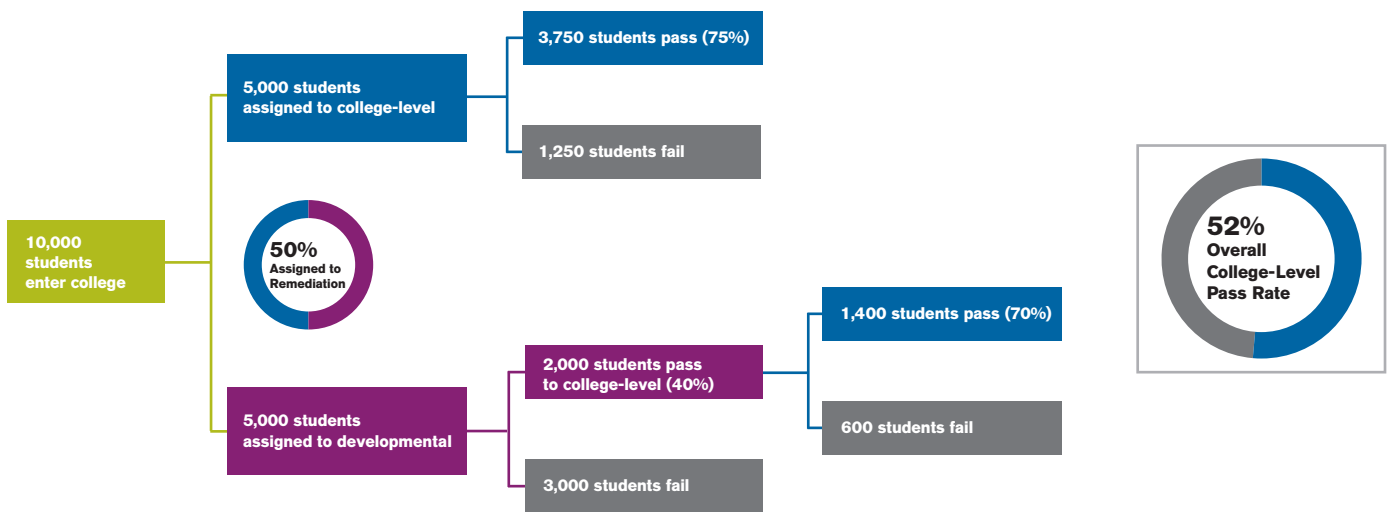 10,000
students
enter college
5,000 students
assigned to college-level
3,750 students pass (75%)
1,250 students fail
50%
Assigned to
Remediation
5,000 students
assigned to developmental
2,000 students pass
to college-level (40%)
3,000 students fail
1,400 students pass (70%)
600 students fail
52%
Overall
College-Level
Pass Rate